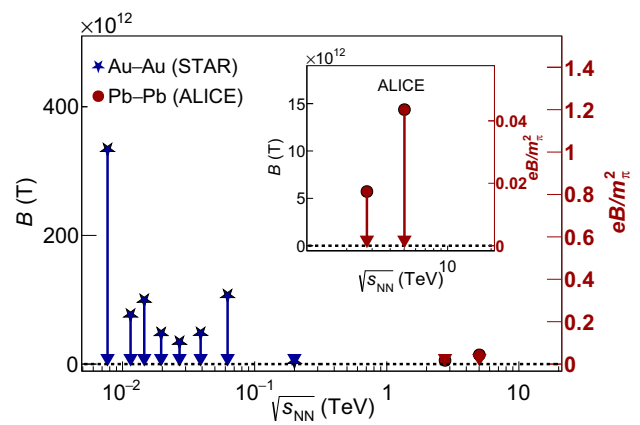 ×10¹²
Au–Au (STAR)
Pb–Pb (ALICE)
400
200
0
B (T)
10⁻²
10⁻¹
1
10
√sNN (TeV)
1.4
1.2
1
0.8
0.6
0.4
0.2
0
eB/m²π
×10¹²
ALICE
15
10
5
0
B (T)
0.04
0.02
0
eB/m²π
√sNN (TeV)
10